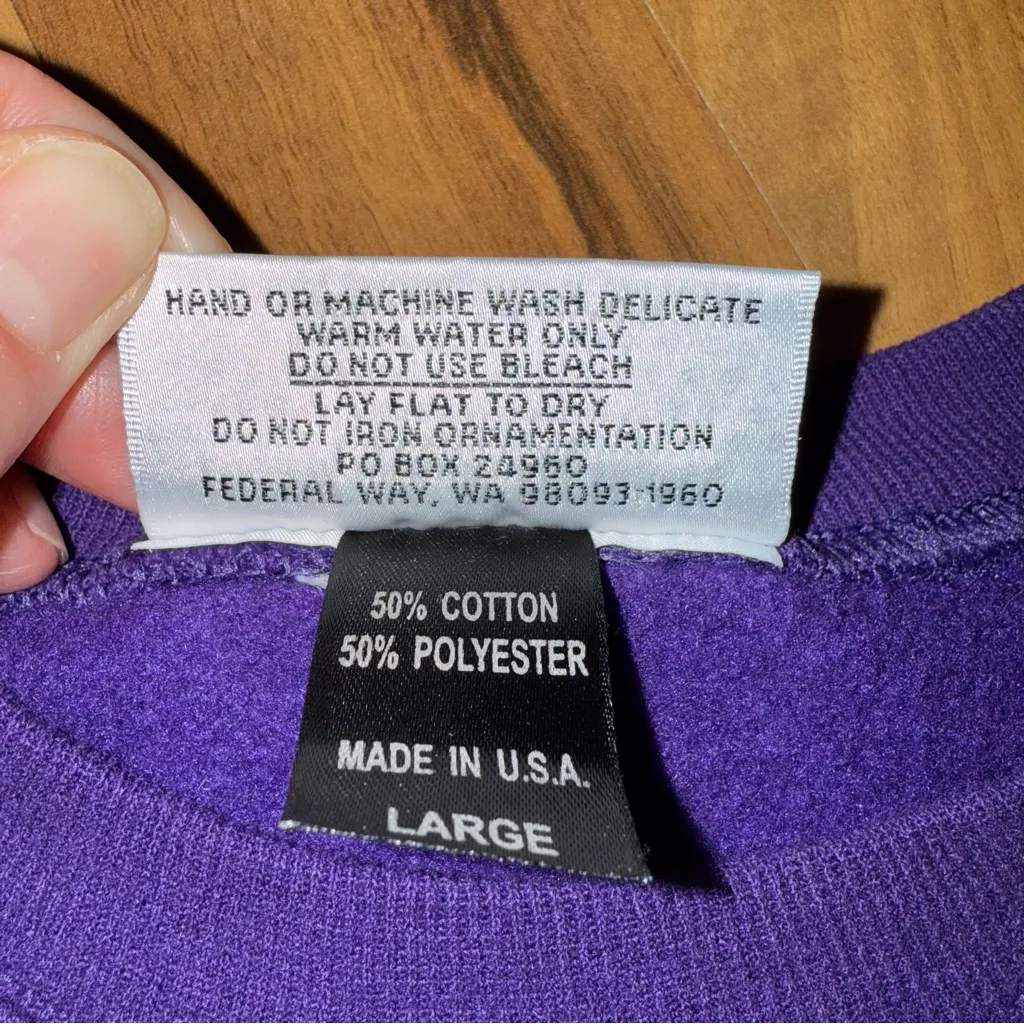 HAND OR MACHINE WASH DELICATE
WARM WATER ONLY
DO NOT USE BLEACH
LAY FLAT TO DRY
DO NOT IRON ORNAMENTATION
PO BOX 24960
FEDERAL WAY, WA 98093-1960
50% COTTON
50% POLYESTER
MADE IN U.S.A.
LARGE